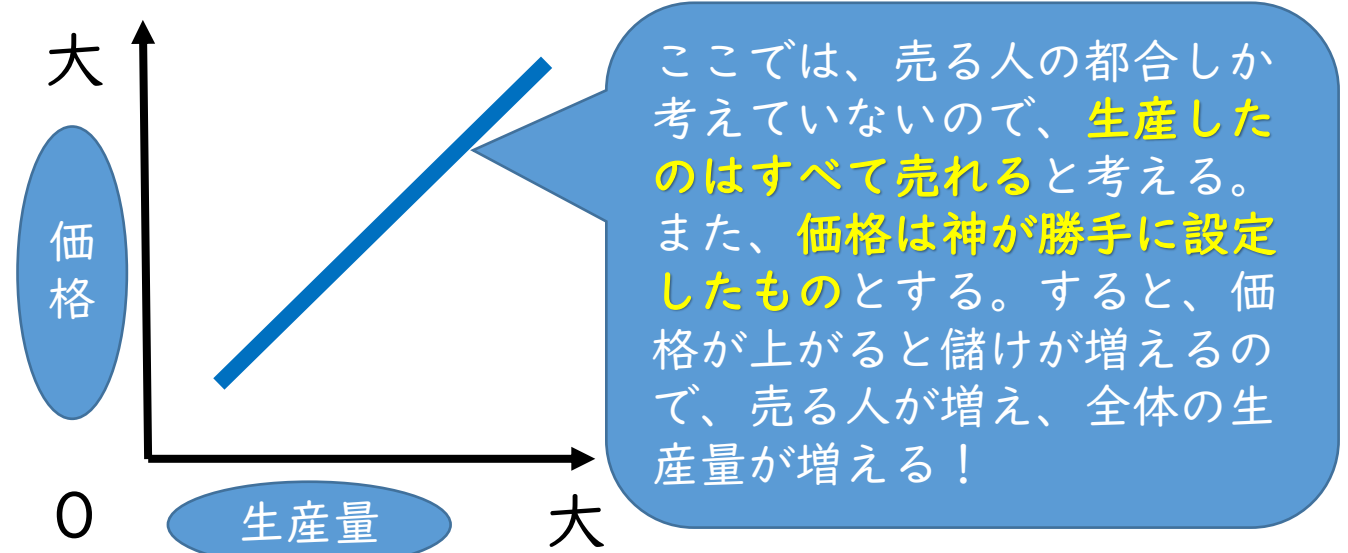 大
価
格
0
生産量
大
ここでは、売る人の都合しか
考えていないので、生産した
のはすべて売れると考える。
また、価格は神が勝手に設定
したものとする。すると、価
格が上がると儲けが増えるの
で、売る人が増え、全体の生
産量が増える！